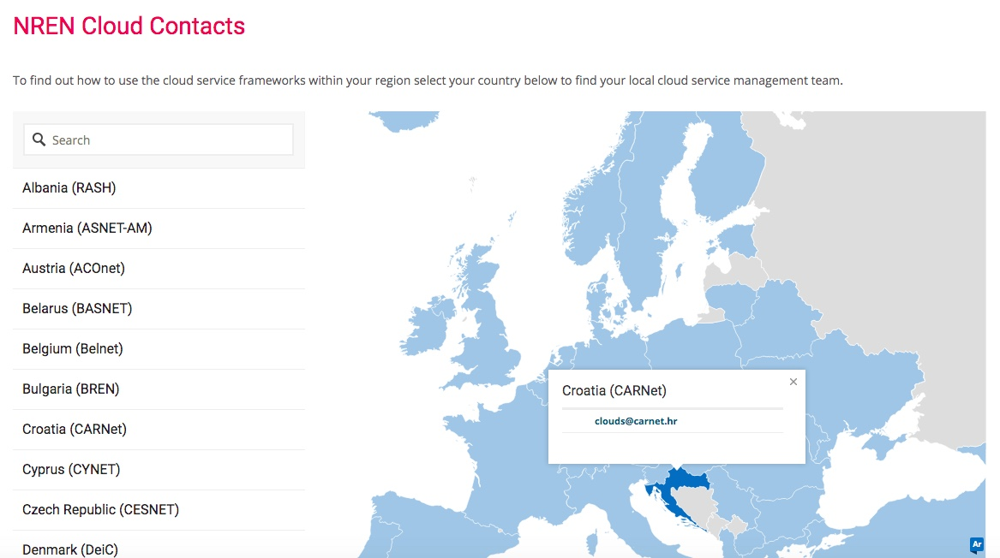 NREN Cloud Contacts
To find out how to use the cloud service frameworks within your region select your country below to find your local cloud service management team.
Search
Albania (RASH)
Armenia (ASNET-AM)
Austria (ACOnet)
Belarus (BASNET)
Belgium (Belnet)
Bulgaria (BREN)
Croatia (CARNet)
Cyprus (CYNET)
Czech Republic (CESNET)
Denmark (DeiC)
Croatia (CARNet)
clouds@carnet.hr
Ar